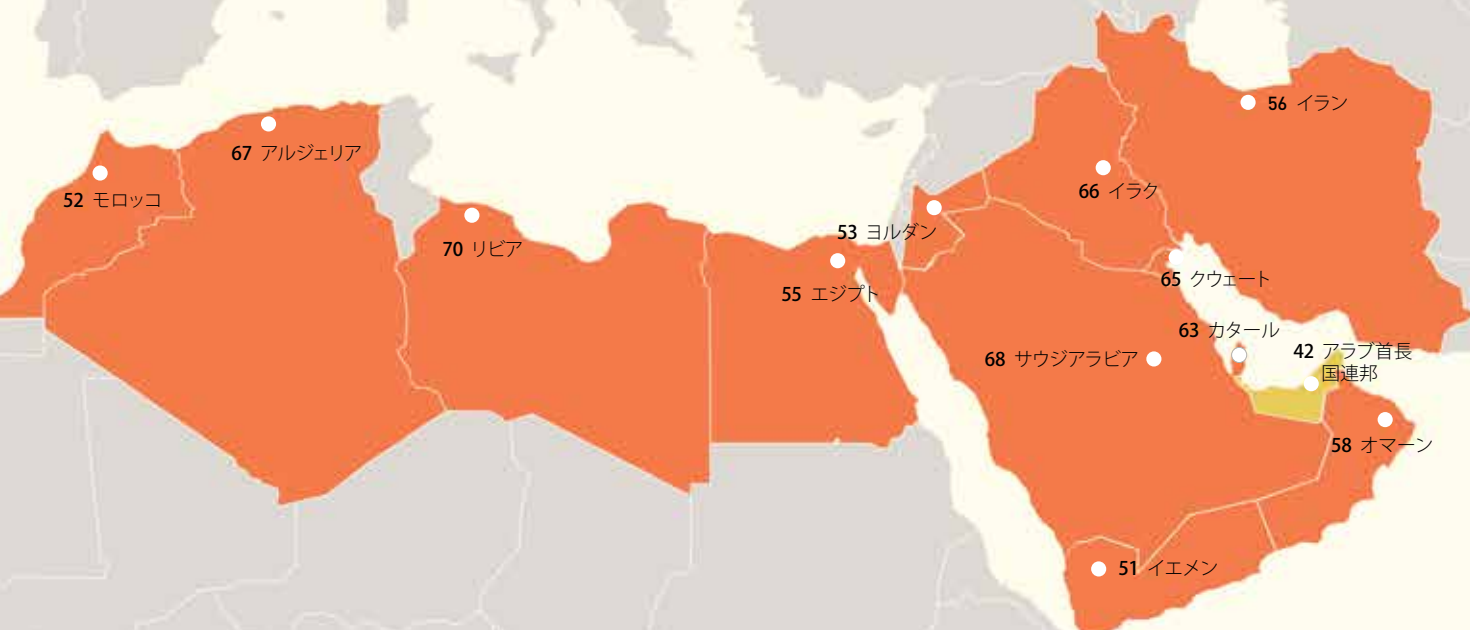 56 イラン
67 アルジェリア
66 イラク
52 モロッコ
53 ヨルダン
70 リビア
65 クウェート
55 エジプト
63 カタール
68 サウジアラビア
42 アラブ首長
国連邦
58 オマーン
51 イエメン